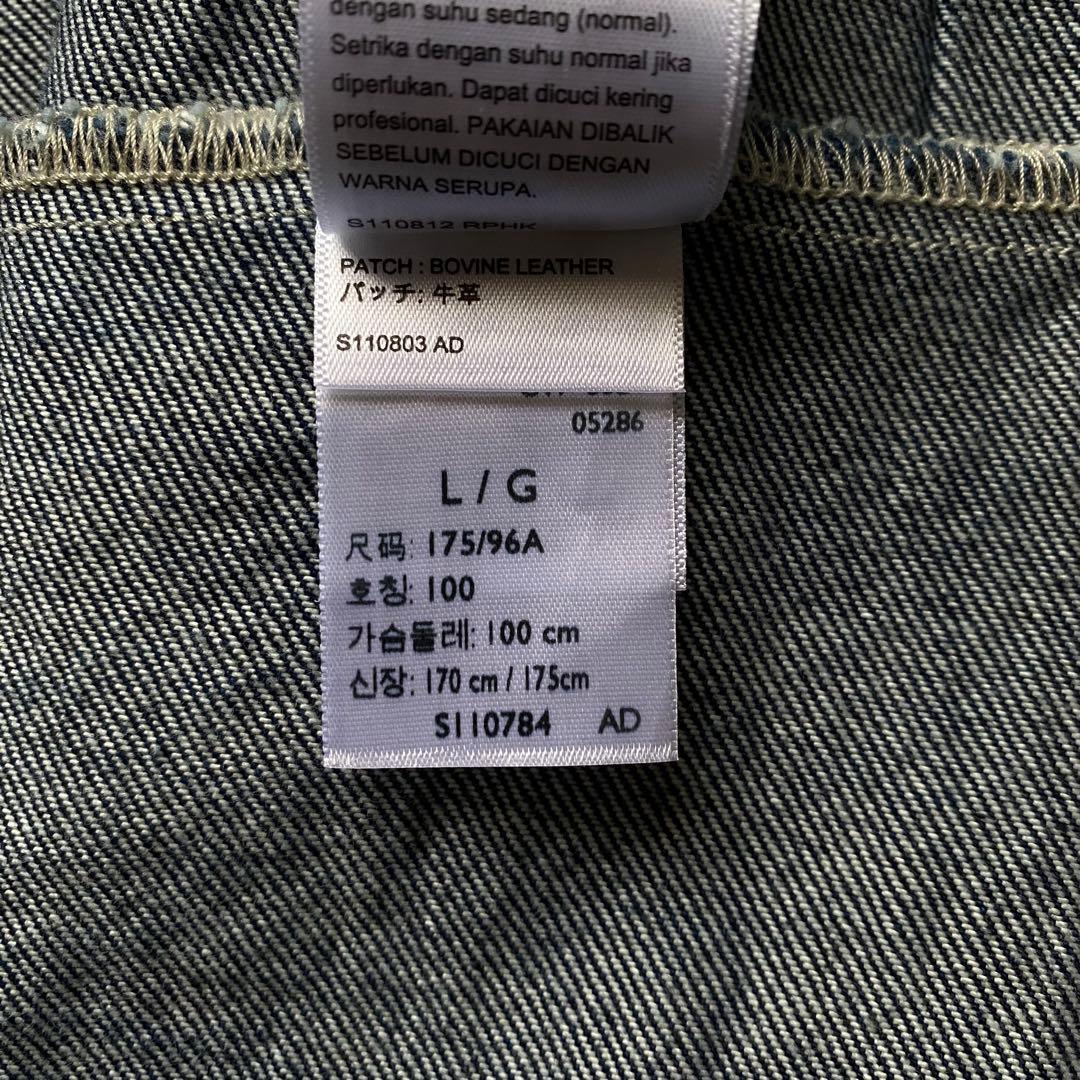 dengan suhu sedang (normal).
Setrika dengan suhu normal jika
diperlukan. Dapat dicuci kering
profesional. PAKAIAN DIBALIK
SEBELUM DICUCI DENGAN
WARNA SERUPA.
S110812 RPHK
PATCH : BOVINE LEATHER
パッチ: 牛革
S110803 AD
05286
L / G
尺码: 175/96A
호칭: 100
가슴둘레: 100 cm
신장: 170 cm / 175cm
S110784 AD